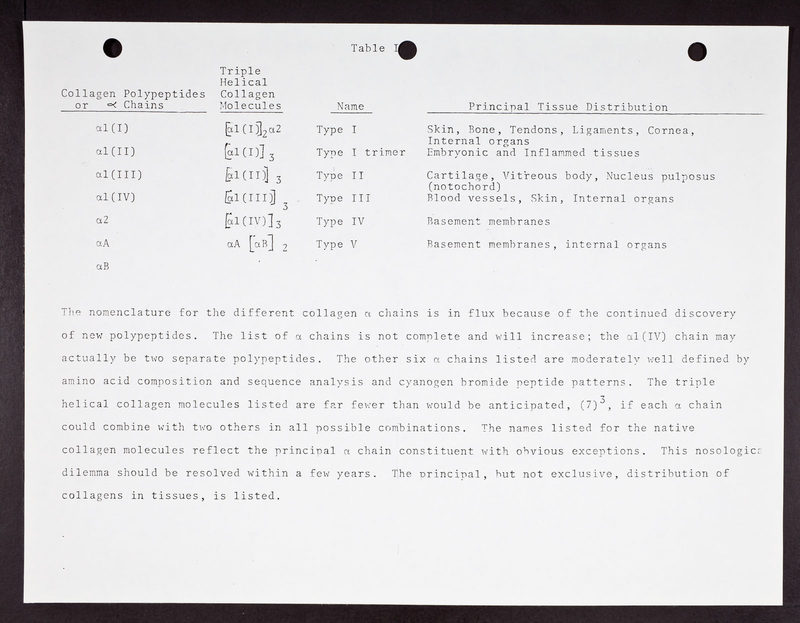 Table I
Triple
Helical
Collagen Polypeptides Collagen
or ∝ Chains Molecules Name Principal Tissue Distribution
α1(I) [α1(I)]2α2 Type I Skin, Bone, Tendons, Ligaments, Cornea,
Internal organs
α1(II) [α1(I)]3 Type I trimer Embryonic and Inflammed tissues
α1(III) [α1(II)]3 Type II Cartilage, Vitreous body, Nucleus pulposus
(notochord)
α1(IV) [α1(III)]3 Type III Blood vessels, Skin, Internal organs
α2 [α1(IV)]3 Type IV Basement membranes
αA αA [αB]2 Type V Basement membranes, internal organs
αB
The nomenclature for the different collagen α chains is in flux because of the continued discovery
of new polypeptides. The list of α chains is not complete and will increase; the α1(IV) chain may
actually be two separate polypeptides. The other six α chains listed are moderately well defined by
amino acid composition and sequence analysis and cyanogen bromide peptide patterns. The triple
helical collagen molecules listed are far fewer than would be anticipated, (7)3, if each α chain
could combine with two others in all possible combinations. The names listed for the native
collagen molecules reflect the principal α chain constituent with obvious exceptions. This
dilemma should be resolved within a few years. The principal, but not exclusive, distribution of
collagens in tissues, is listed.